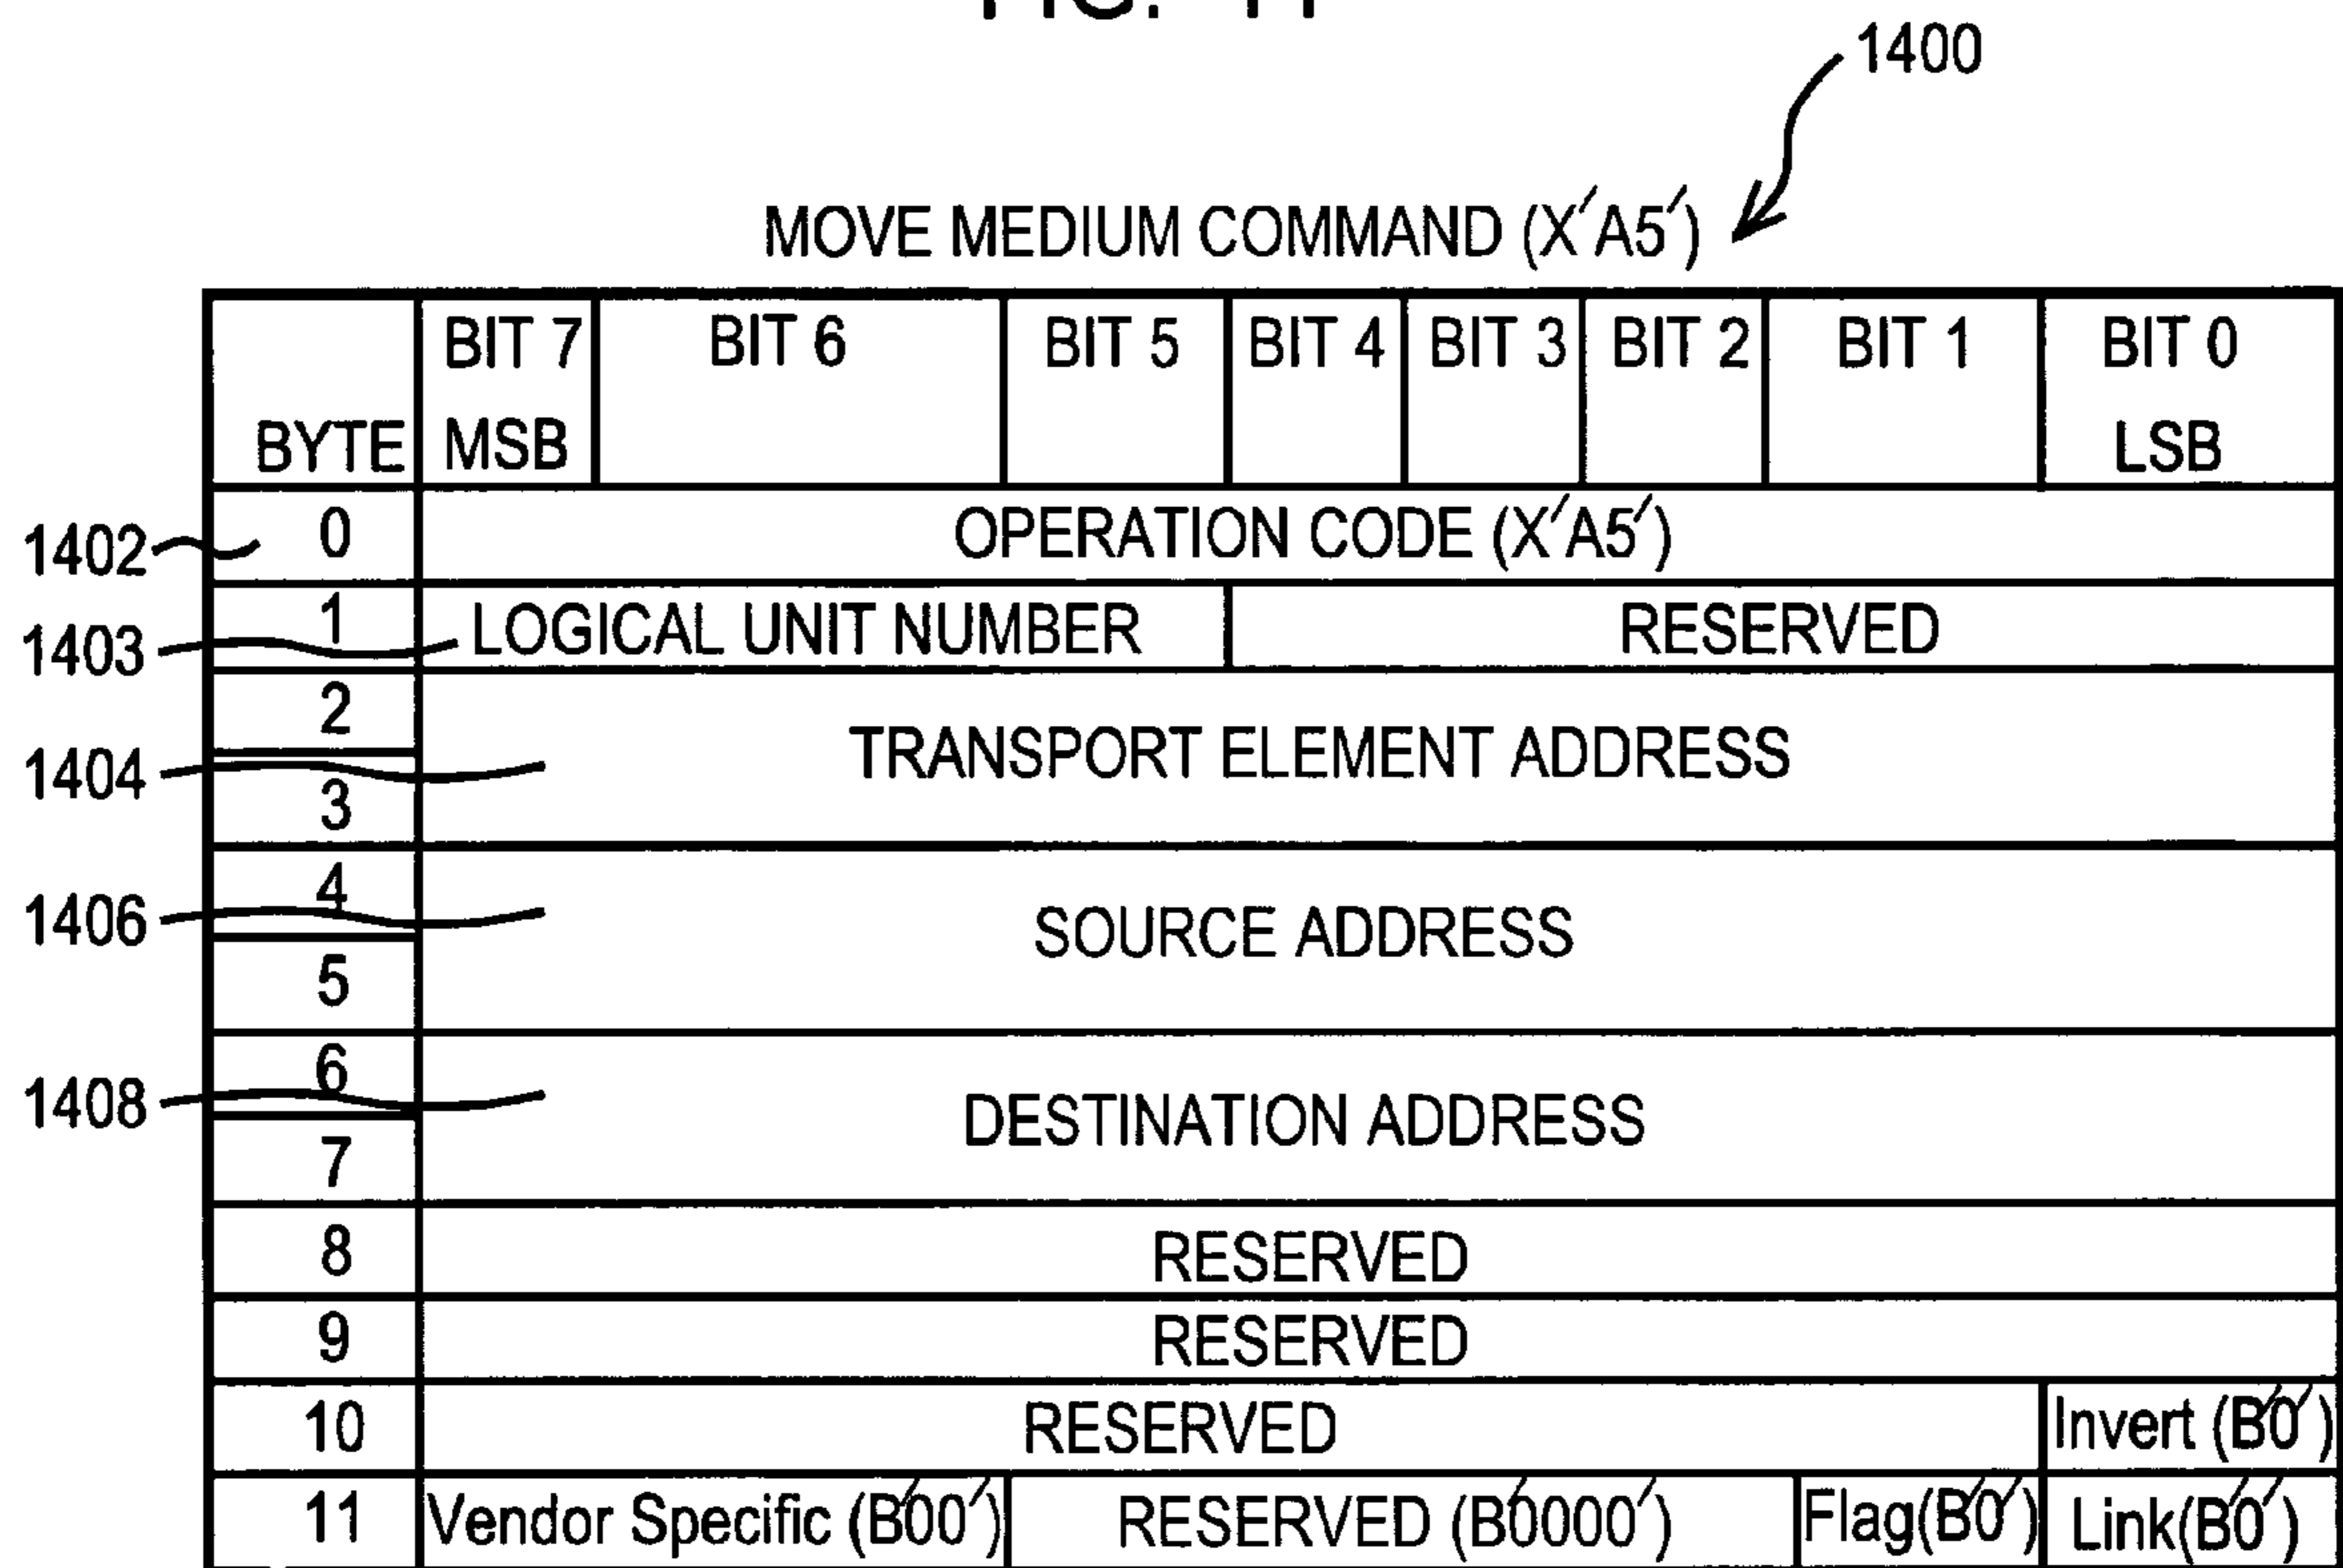 FIG.
1400
MOVE MEDIUM COMMAND (X'A5')
BYTE BIT 7 MSB BIT 6 BIT 5 BIT 4 BIT 3 BIT 2 BIT 1 BIT 0 LSB
1402 0 OPERATION CODE (X'A5')
1403 1 LOGICAL UNIT NUMBER RESERVED
2
1404 TRANSPORT ELEMENT ADDRESS
3
4
1406 SOURCE ADDRESS
5
6
1408 DESTINATION ADDRESS
7
8 RESERVED
9 RESERVED
10 RESERVED Invert (B'0')
11 Vendor Specific (B'00') RESERVED (B'0000') Flag(B'0') Link(B'0')